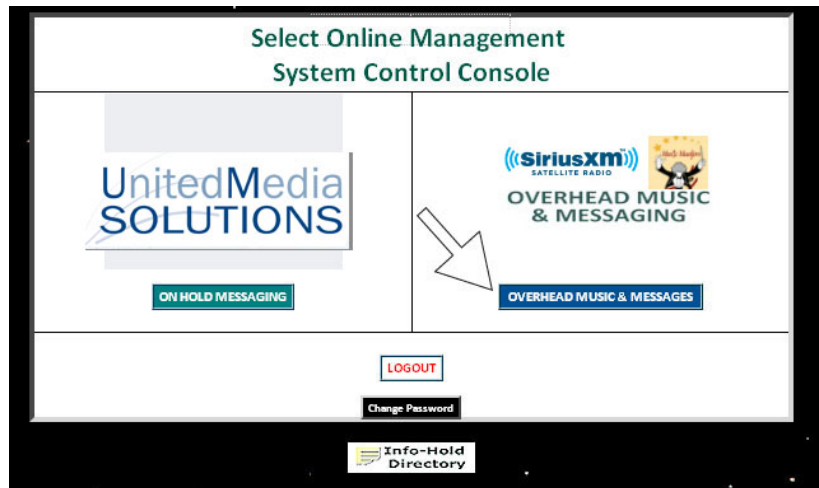 Select Online Management
System Control Console
UnitedMedia
SOLUTIONS
((SiriusXM))
SATELLITE RADIO
OVERHEAD MUSIC
& MESSAGING
ON HOLD MESSAGING
OVERHEAD MUSIC & MESSAGES
LOGOUT
Change Password
Info-Hold
Directory